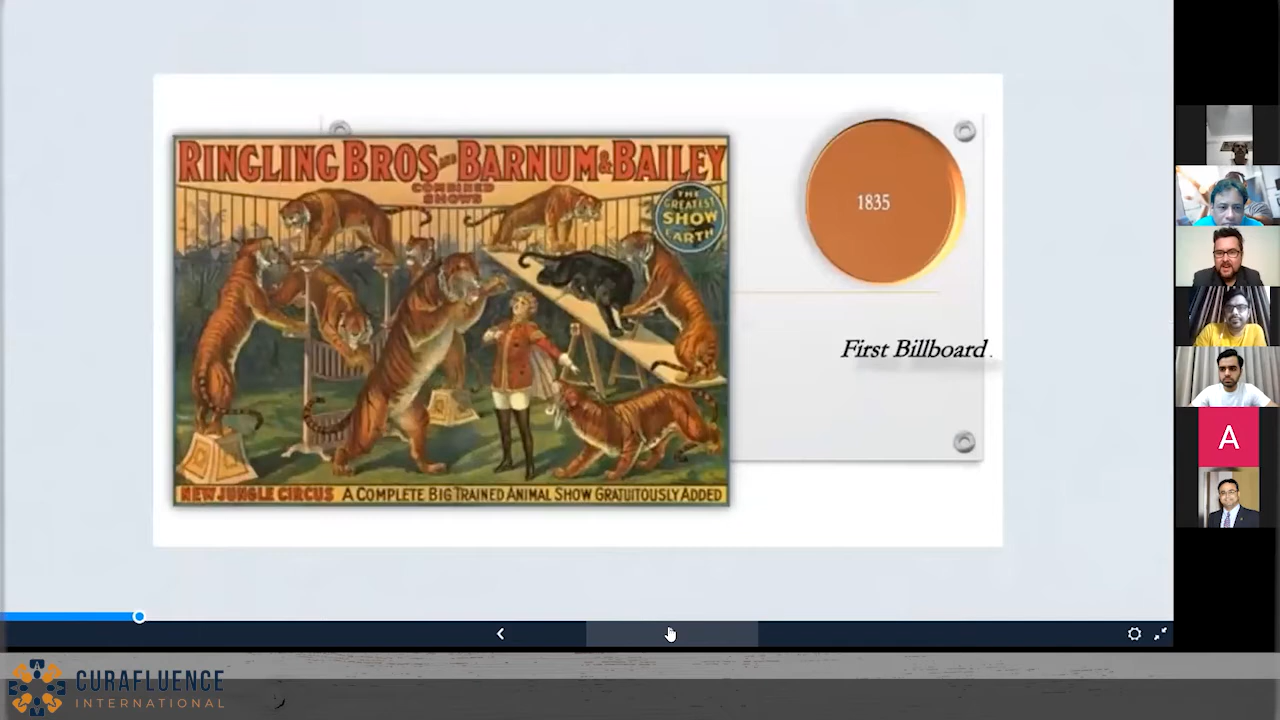 RINGLING BROS AND BARNUM & BAILEY
COMBINED
SHOWS
THE
GREATEST
SHOW
ON
EARTH
1835
First Billboard.
NEW JUNGLE CIRCUS A COMPLETE BIG TRAINED ANIMAL SHOW GRATUITOUSLY ADDED
A
CURAFLUENCE
INTERNATIONAL